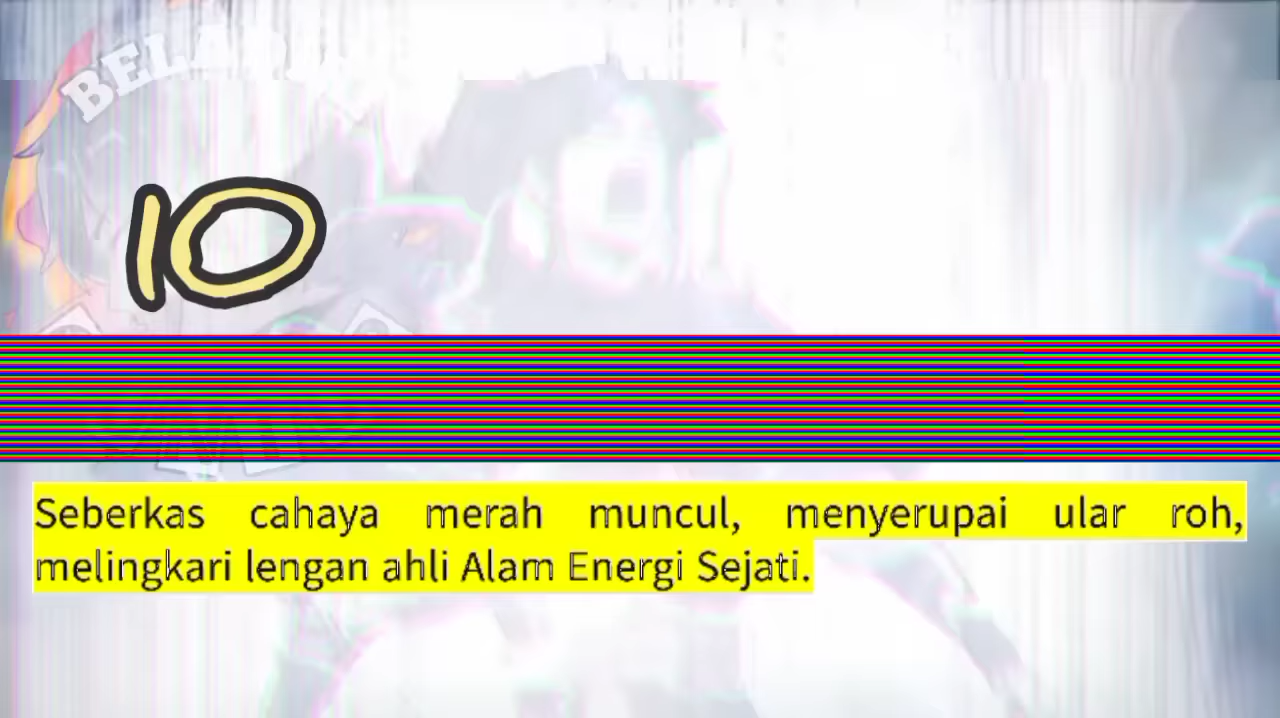 10
Seberkas cahaya merah muncul, menyerupai ular roh,
melingkari lengan ahli Alam Energi Sejati.